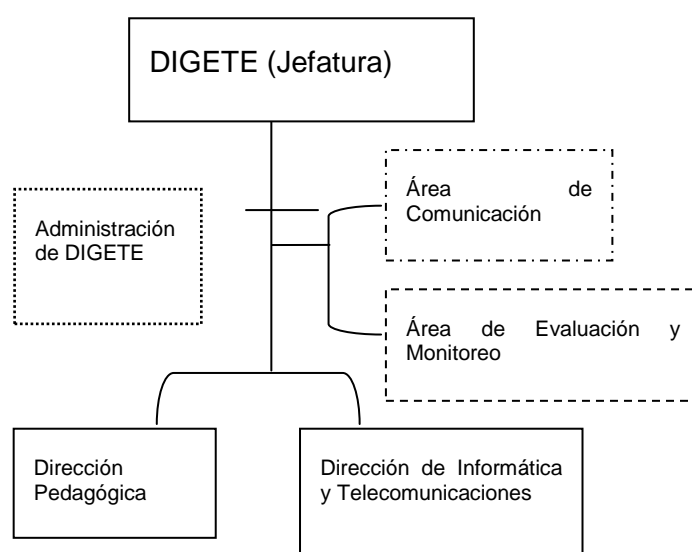 DIGETE (Jefatura)
Área de
Comunicación
Administración
de DIGETE
Área de Evaluación y
Monitoreo
Dirección
Pedagógica
Dirección de Informática
y Telecomunicaciones